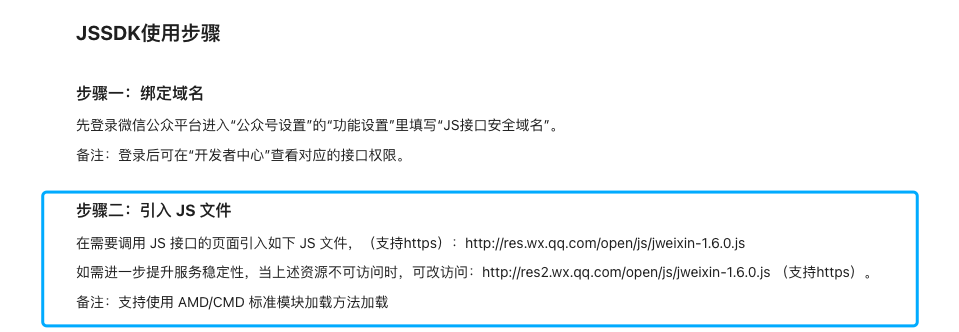 JSSDK使用步骤
步骤一：绑定域名
先登录微信公众平台进入“公众号设置”的“功能设置”里填写“JS接口安全域名”。
备注：登录后可在“开发者中心”查看对应的接口权限。
步骤二：引入 JS 文件
在需要调用 JS 接口的页面引入如下 JS 文件，（支持https）：http://res.wx.qq.com/open/js/jweixin-1.6.0.js
如需进一步提升服务稳定性，当上述资源不可访问时，可改访问：http://res2.wx.qq.com/open/js/jweixin-1.6.0.js （支持https）。
备注：支持使用 AMD/CMD 标准模块加载方法加载